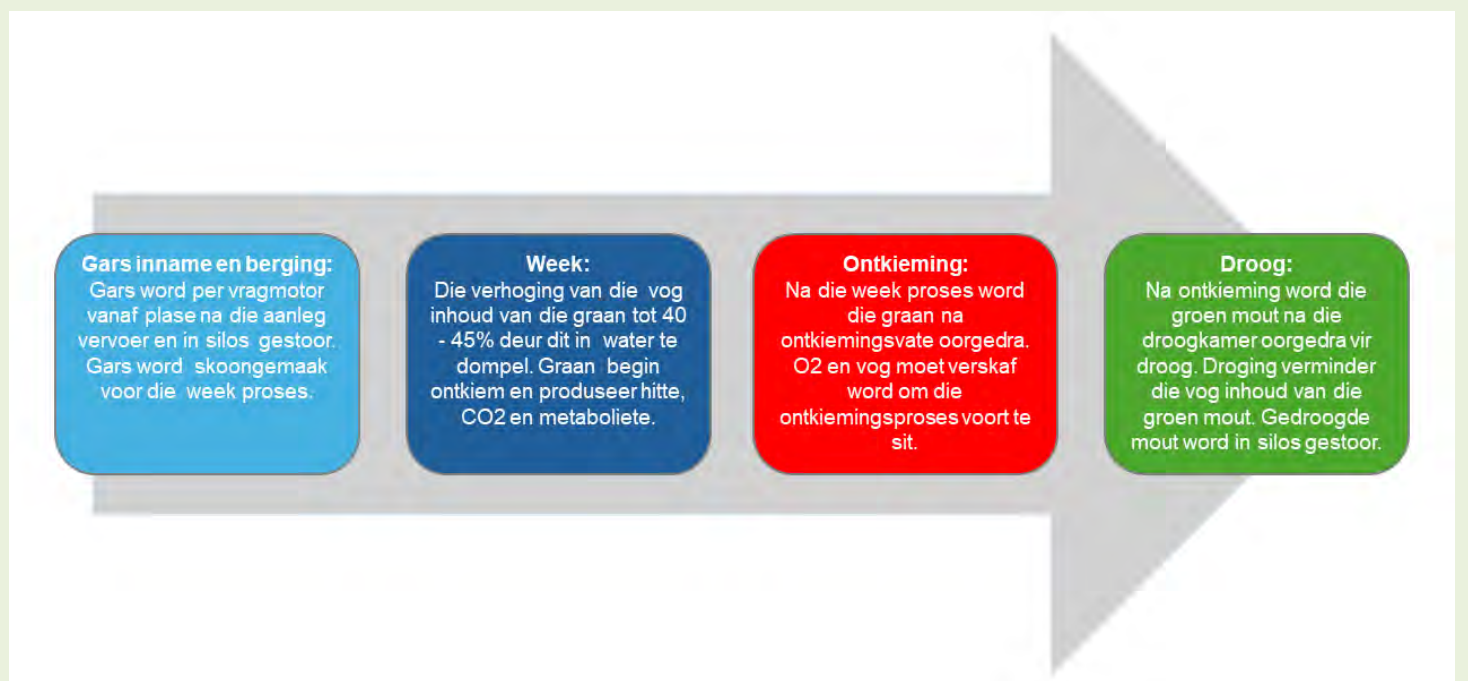 Gars inname en berging:
Gars word per vragmotor
vanaf plase na die aanleg
vervoer en in silos gestoor.
Gars word skoongemaak
voor die week proses.
Week:
Die verhoging van die vog
inhoud van die graan tot 40
- 45% deur dit in water te
dompel. Graan begin
ontkiem en produseer hitte,
CO2 en metaboliete.
Ontkieming:
Na die week proses word
die graan na
ontkiemingsvate oorgedra.
O2 en vog moet verskaf
word om die
ontkiemingsproses voort te
sit.
Droog:
Na ontkieming word die
groen mout na die
droogkamer oorgedra vir
droog. Droging verminder
die vog inhoud van die
groen mout. Gedroogde
mout word in silos gestoor.